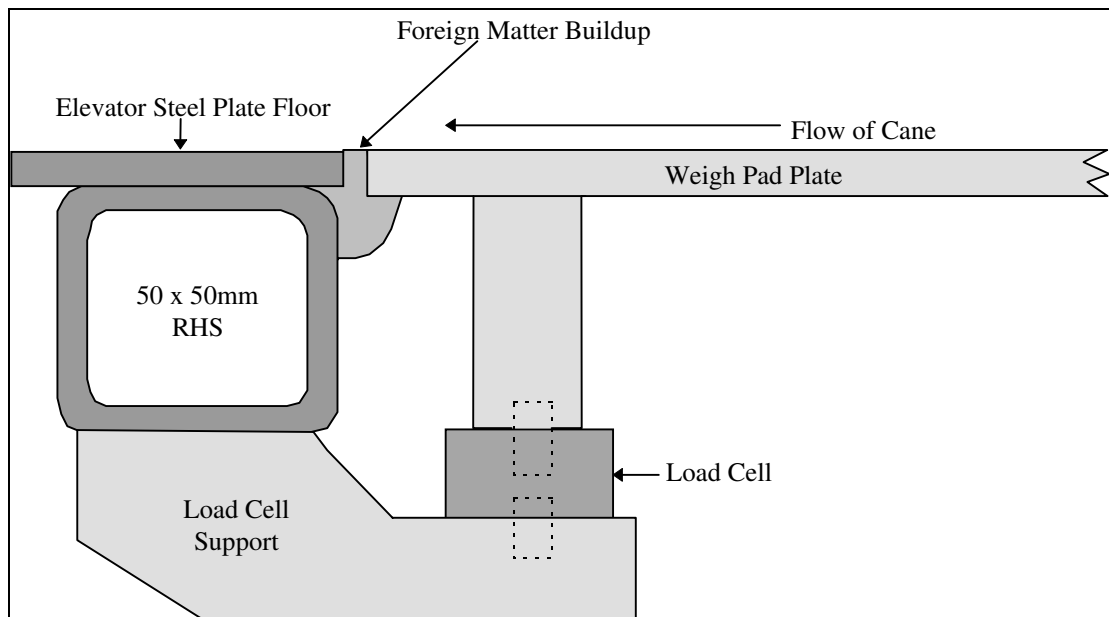 Foreign Matter Buildup
Elevator Steel Plate Floor
Flow of Cane
Weigh Pad Plate
50 x 50mm
RHS
Load Cell
Load Cell
Support